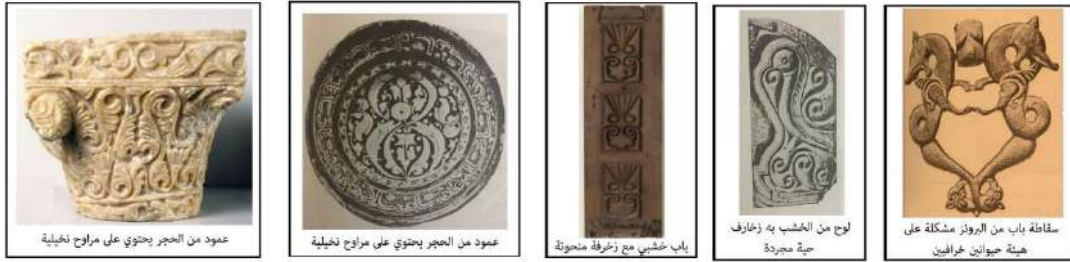 عمود من الحجر يحتوي على مراوح نخيلية
عمود من الحجر يحتوي على مراوح نخيلية
باب خشبي مع زخرفة منحوتة
لوح من الخشب به زخارف
حية مجردة
سقاطة باب من البرونز مشكلة على
هيئة حيوانين خرافيين